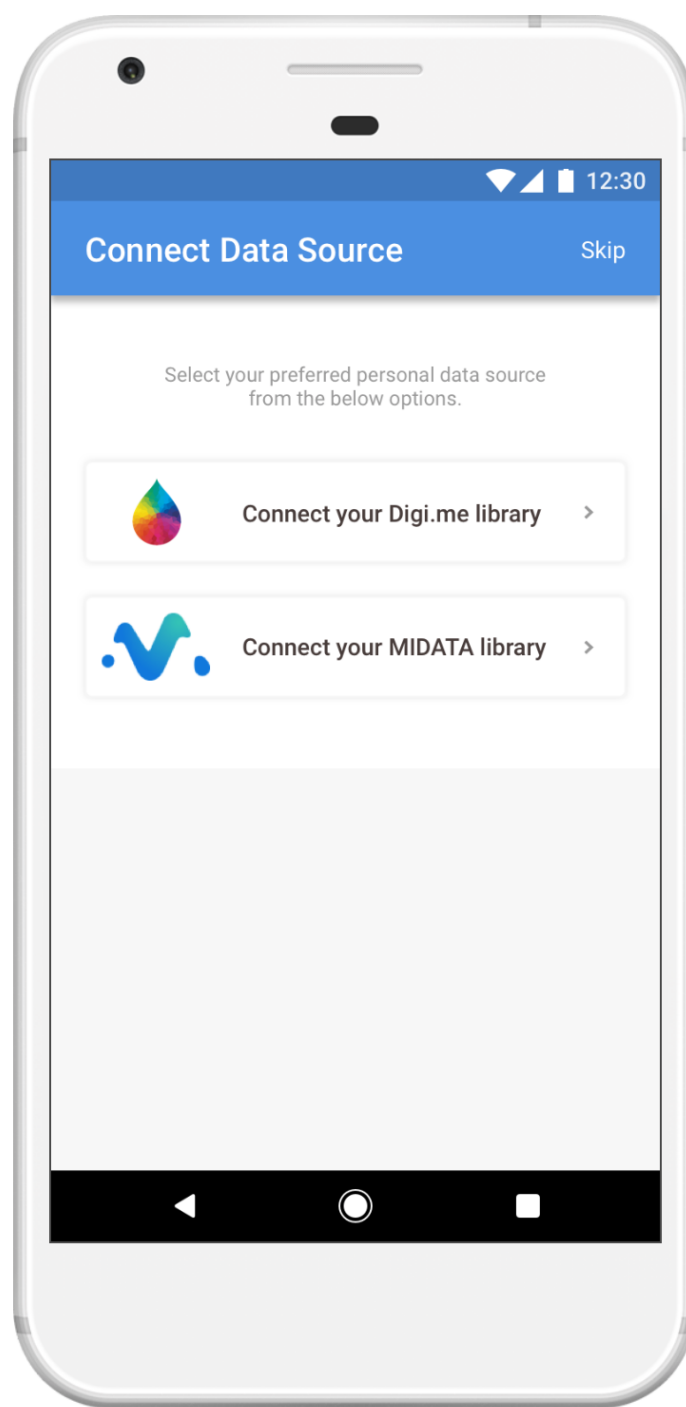 12:30
Connect Data Source
Skip
Select your preferred personal data source
from the below options.
Connect your Digi.me library
Connect your MIDATA library